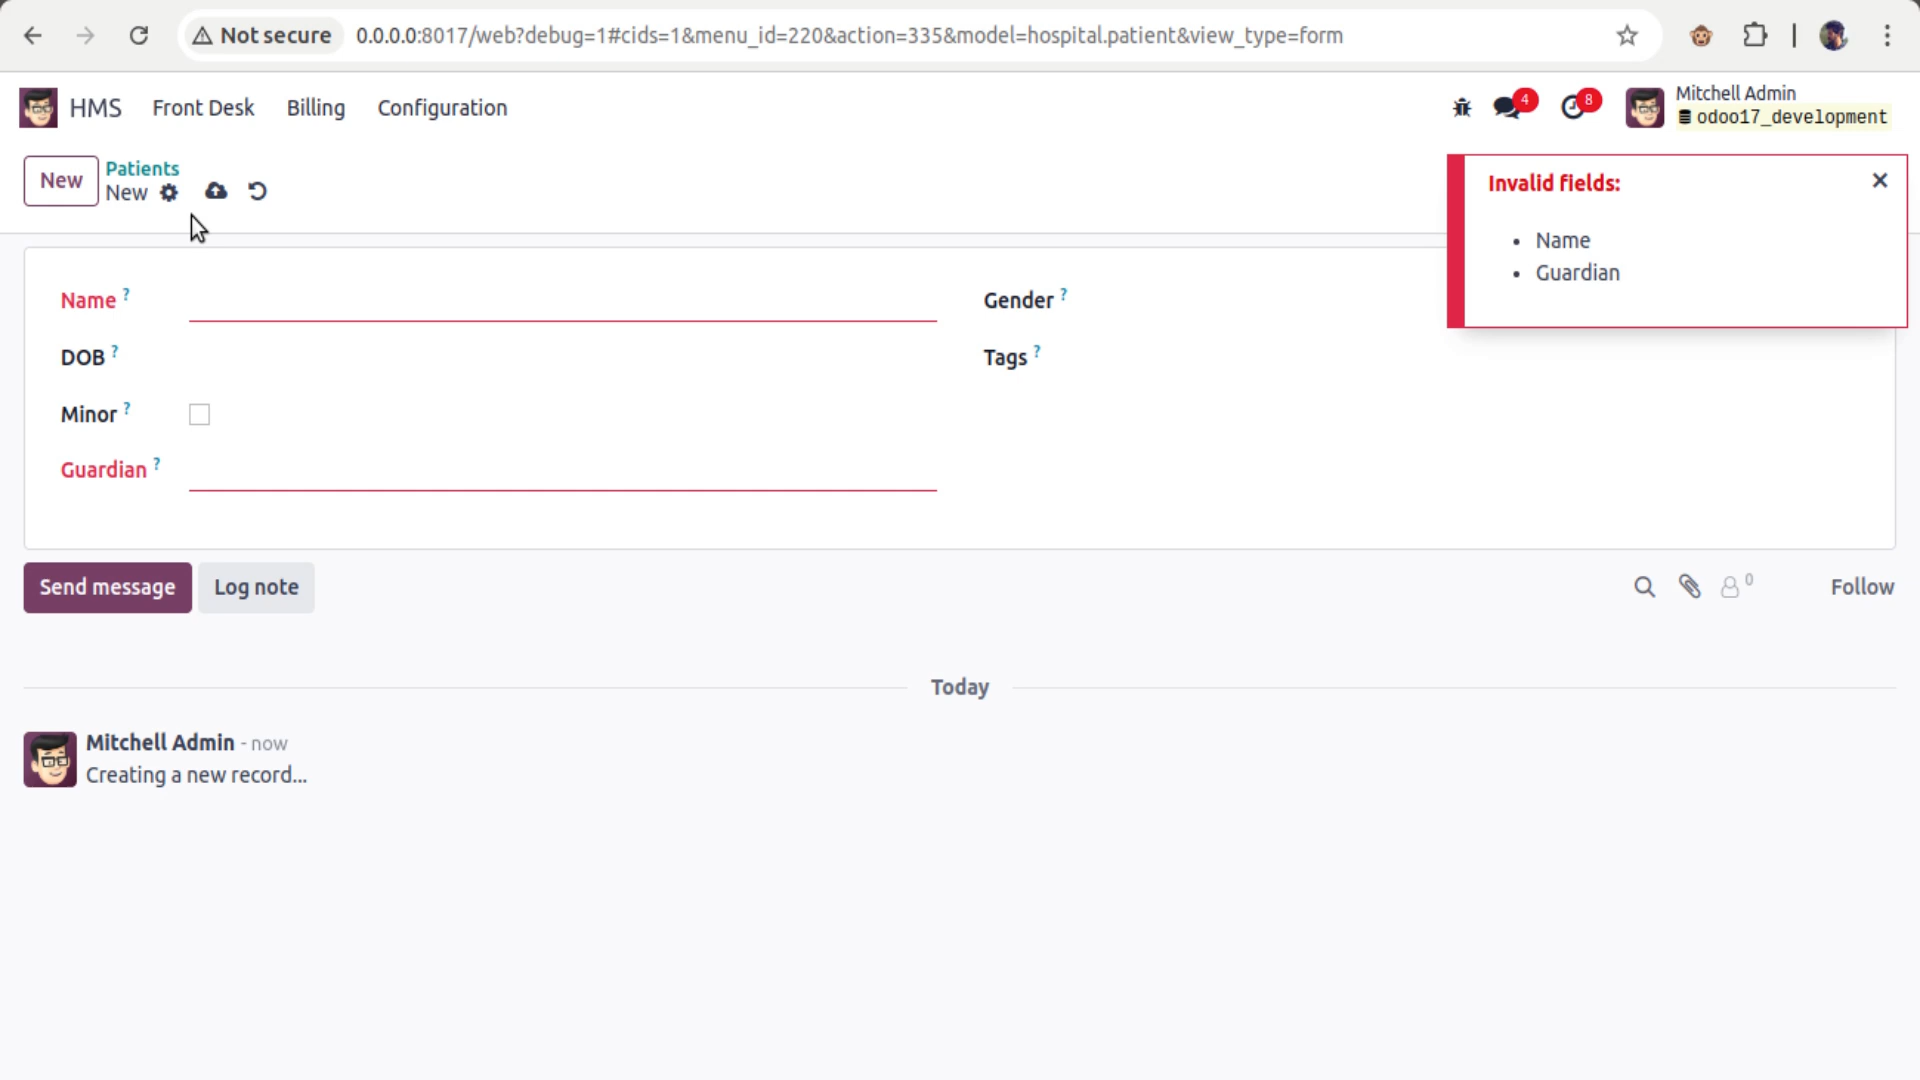 Not secure 0.0.0.0:8017/web?debug=1#cids=1&menu_id=220&action=335&model=hospital.patient&view_type=form
HMS Front Desk Billing Configuration 4 8 Mitchell Admin
odoo17_development
New Patients
New
Invalid fields:
Name
Guardian
Name ? Gender ?
DOB ? Tags ?
Minor ?
Guardian ?
Send message Log note 0 Follow
Today
Mitchell Admin - now
Creating a new record...